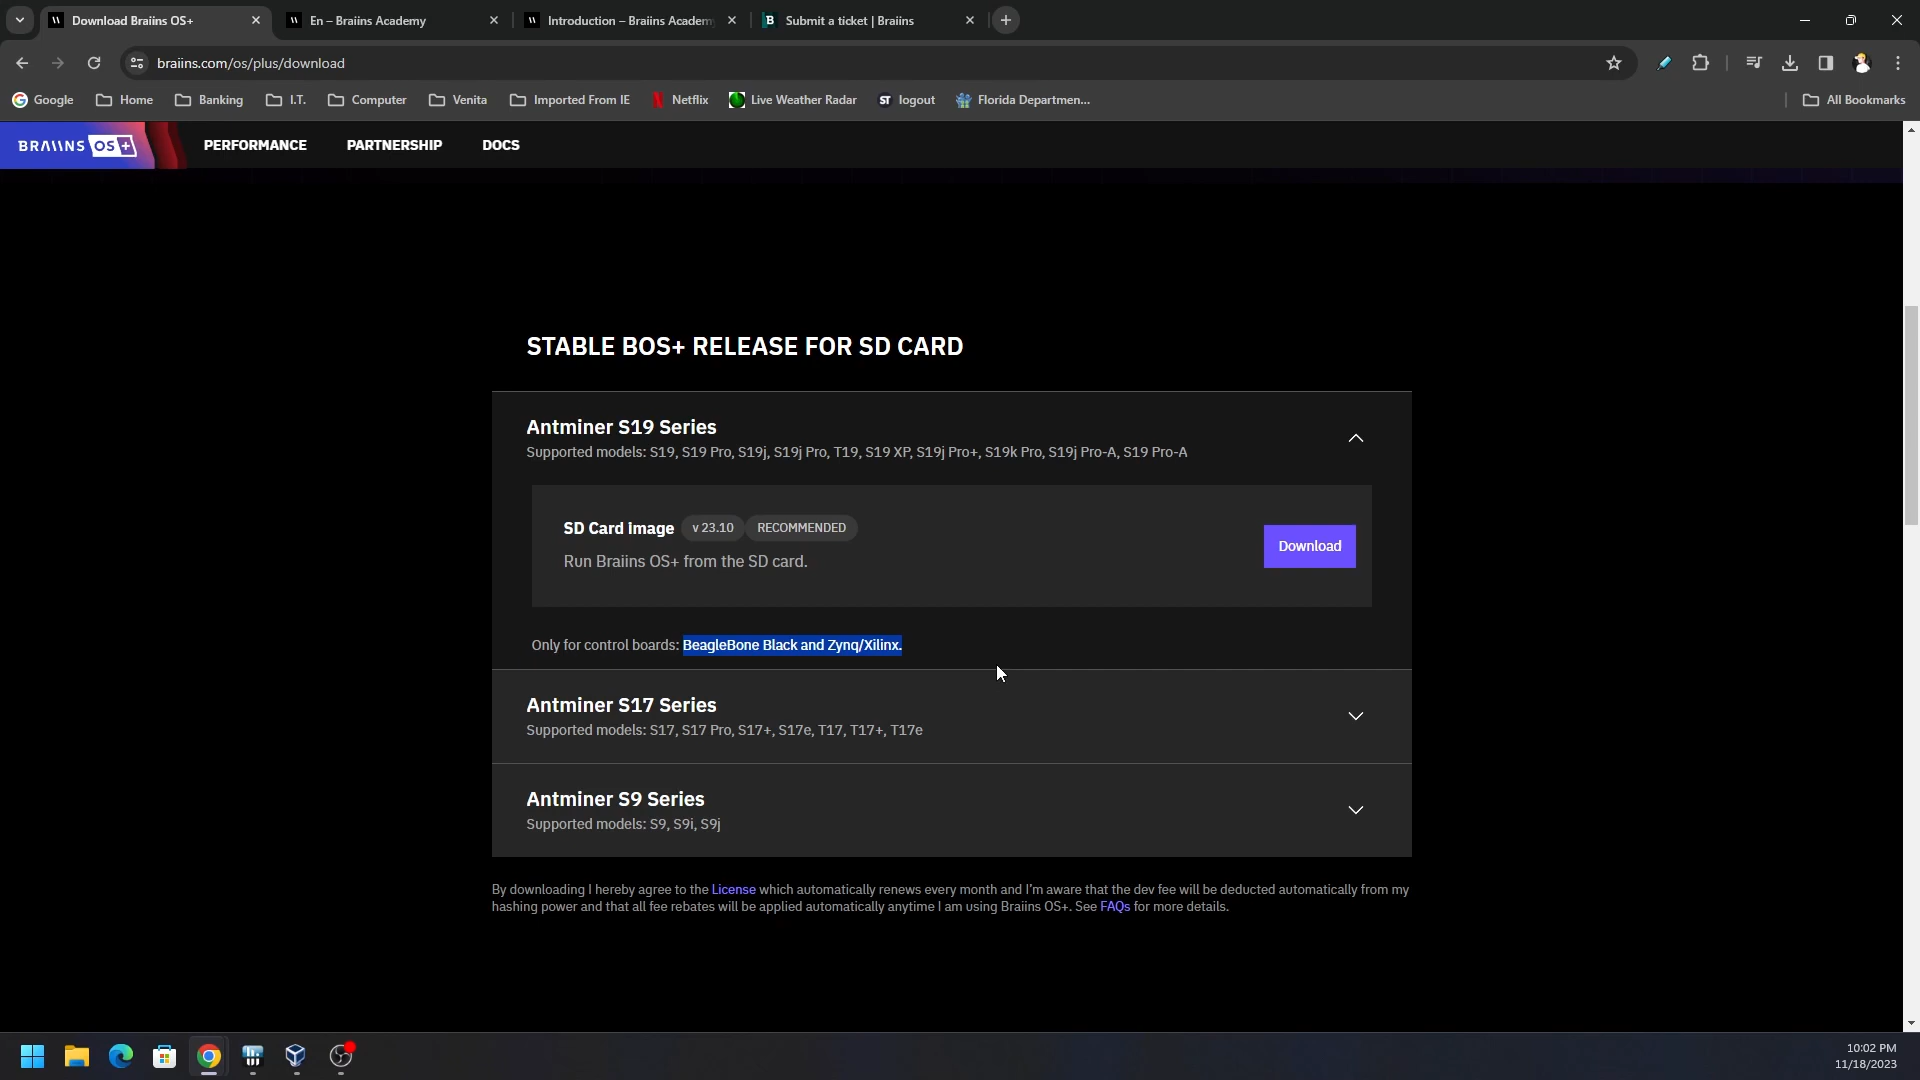 Download Braiins OS+
En – Braiins Academy
Introduction – Braiins Academ
Submit a ticket | Braiins
braiins.com/os/plus/download
Google
Home
Banking
I.T.
Computer
Venita
Imported From IE
Netflix
Live Weather Radar
ST logout
Florida Departmen...
All Bookmarks
BRAIINS OS+
PERFORMANCE
PARTNERSHIP
DOCS
STABLE BOS+ RELEASE FOR SD CARD
Antminer S19 Series
Supported models: S19, S19 Pro, S19j, S19j Pro, T19, S19 XP, S19j Pro+, S19k Pro, S19j Pro-A, S19 Pro-A
SD Card image v 23.10 RECOMMENDED
Run Braiins OS+ from the SD card.
Download
Only for control boards: BeagleBone Black and Zynq/Xilinx.
Antminer S17 Series
Supported models: S17, S17 Pro, S17+, S17e, T17, T17+, T17e
Antminer S9 Series
Supported models: S9, S9i, S9j
By downloading I hereby agree to the License which automatically renews every month and I'm aware that the dev fee will be deducted automatically from my
hashing power and that all fee rebates will be applied automatically anytime I am using Braiins OS+. See FAQs for more details.
10:02 PM
11/18/2023